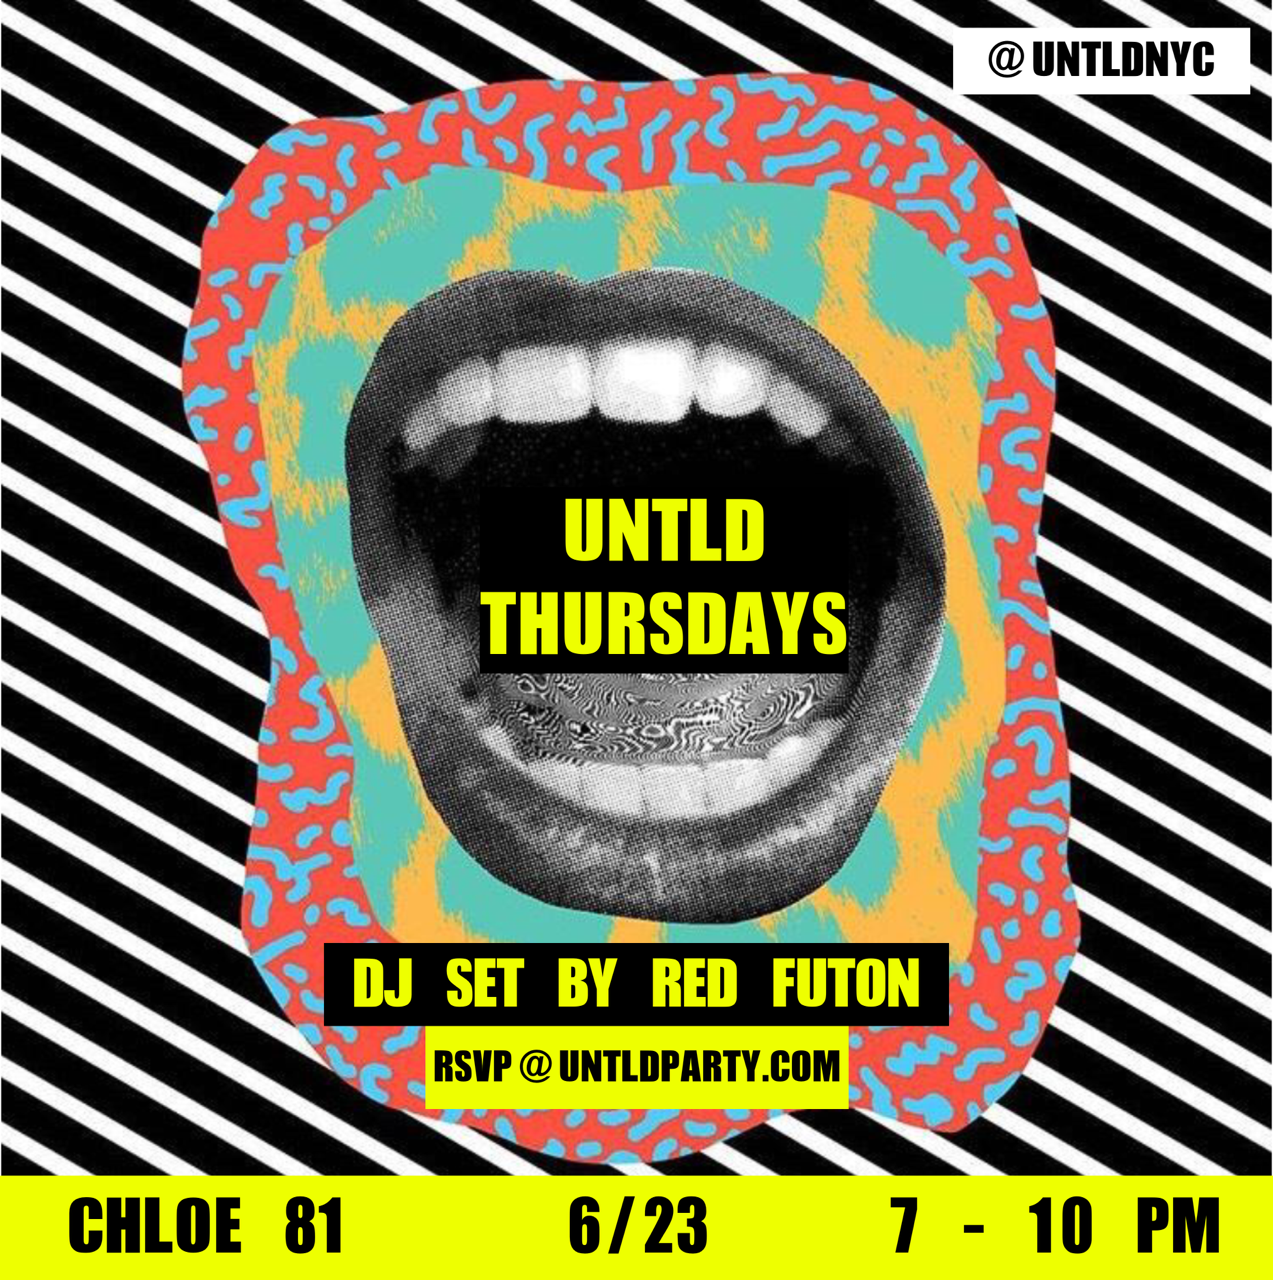 @ UNTLDNYC
UNTLD
THURSDAYS
DJ SET BY RED FUTON
RSVP @ UNTLDPARTY.COM
CHLOE 81 6/23 7 - 10 PM